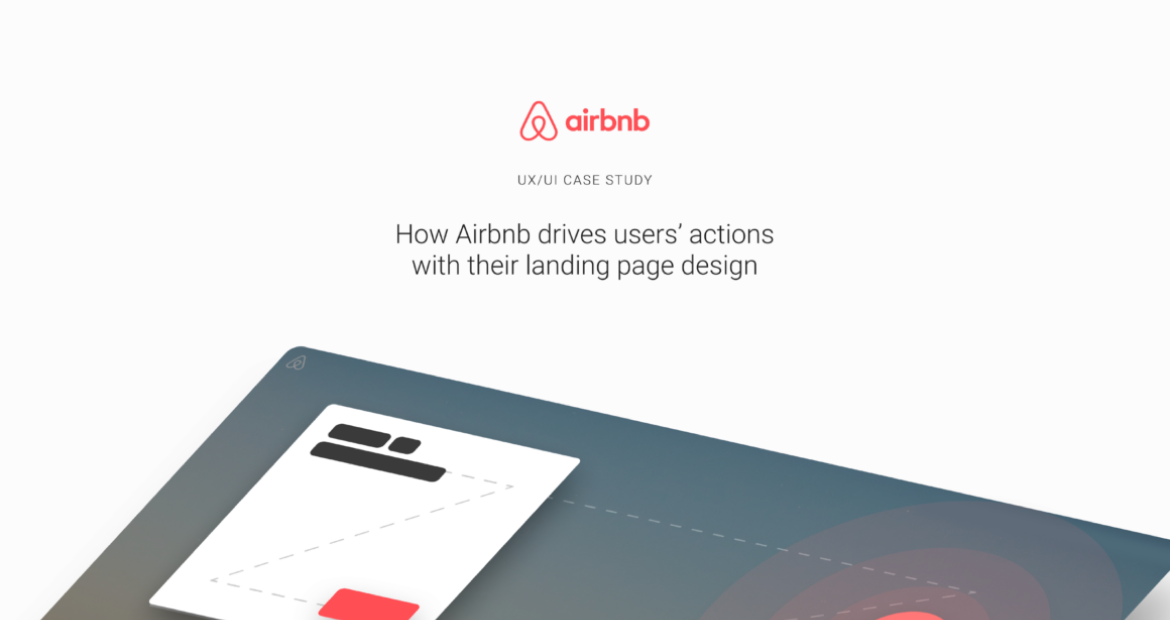 airbnb
UX/UI CASE STUDY
How Airbnb drives users’ actions
with their landing page design